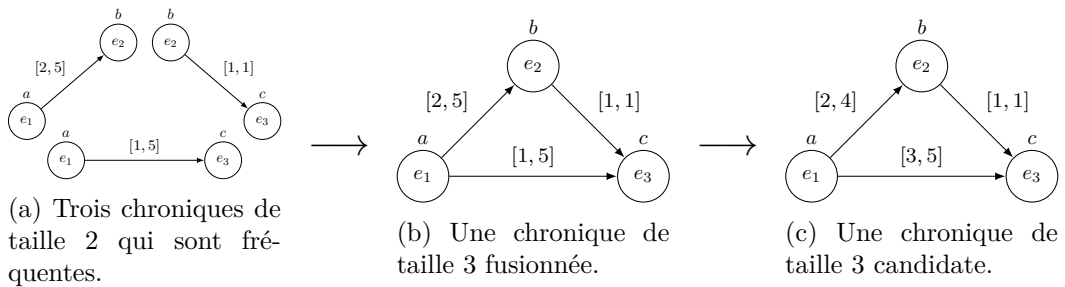 b b
e2 e2
[2, 5] [1, 1]
a c
e1 e3
a [1, 5] c
e1 e3
(a) Trois chroniques de
taille 2 qui sont fré-
quentes.
b
e2
[2, 5] [1, 1]
a c
[1, 5]
e1 e3
(b) Une chronique de
taille 3 fusionnée.
b
e2
[2, 4] [1, 1]
a c
[3, 5]
e1 e3
(c) Une chronique de
taille 3 candidate.